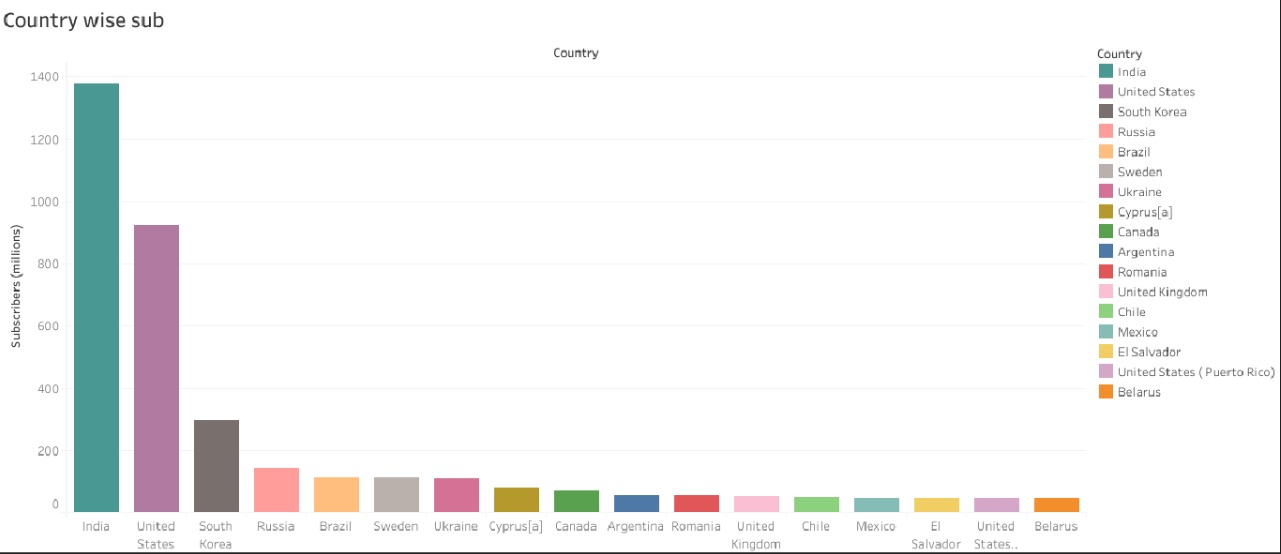 Country wise sub
Country
Subscribers (millions)
1400
1200
1000
800
600
400
200
0
India
United States
South Korea
Russia
Brazil
Sweden
Ukraine
Cyprus[a]
Canada
Argentina
Romania
United Kingdom
Chile
Mexico
El Salvador
United States..
Belarus
Country
India
United States
South Korea
Russia
Brazil
Sweden
Ukraine
Cyprus[a]
Canada
Argentina
Romania
United Kingdom
Chile
Mexico
El Salvador
United States ( Puerto Rico)
Belarus